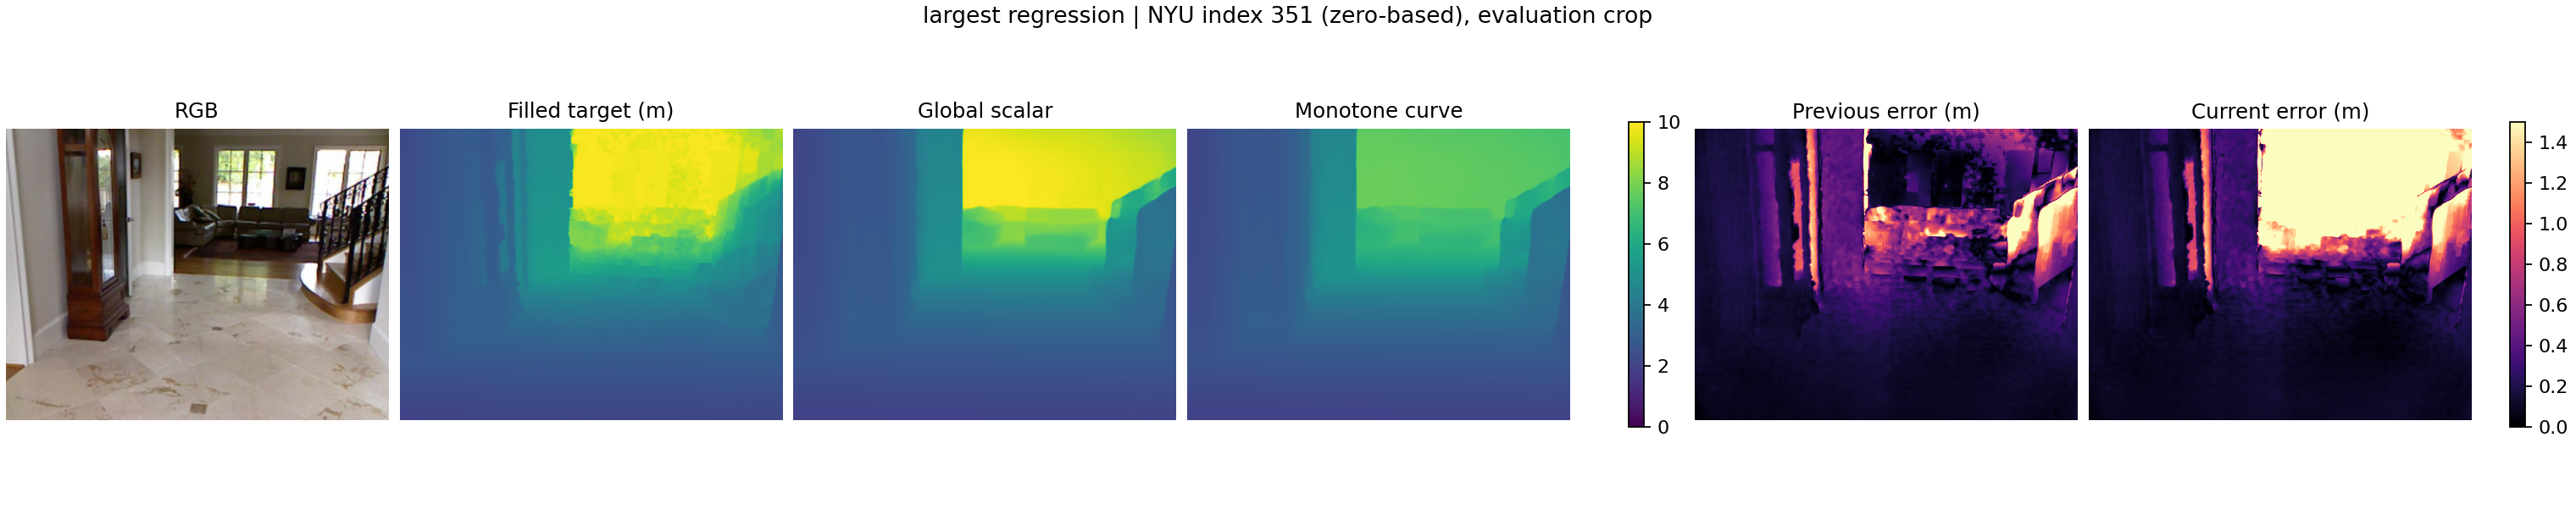 largest regression | NYU index 351 (zero-based), evaluation crop
RGB
Filled target (m)
Global scalar
Monotone curve
Previous error (m)
Current error (m)
10
8
6
4
2
0
1.4
1.2
1.0
0.8
0.6
0.4
0.2
0.0